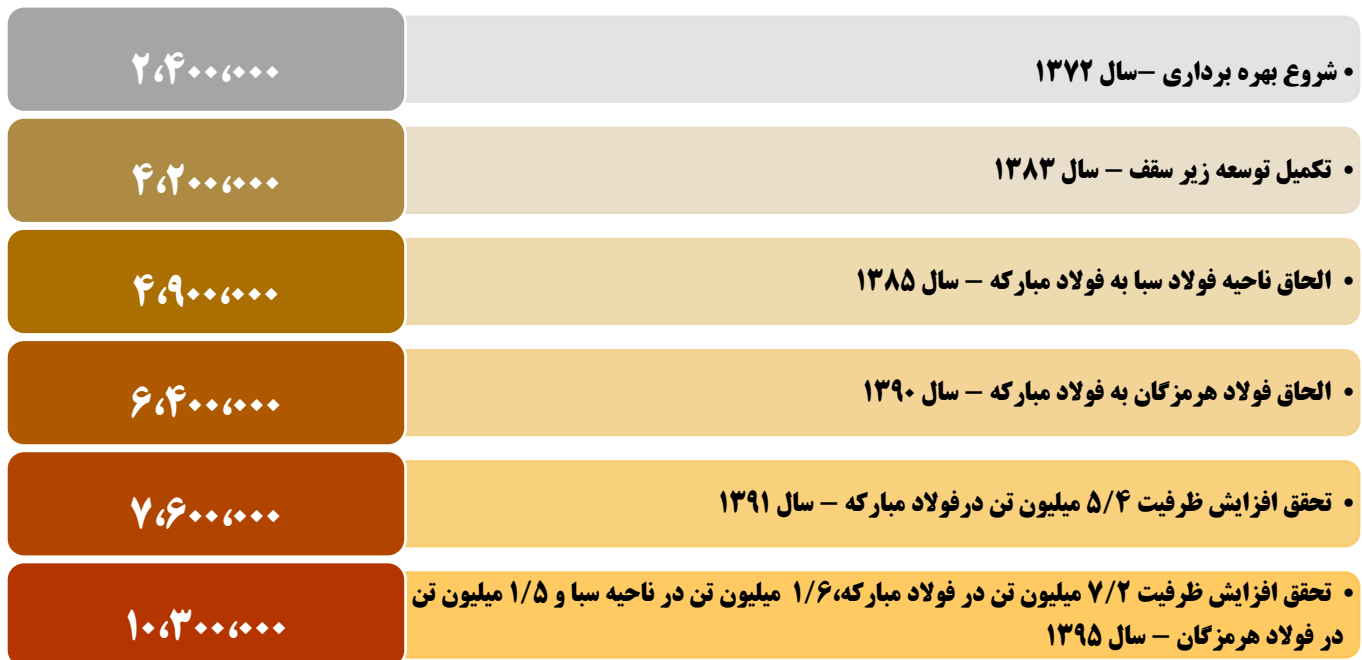 • شروع بهره برداری –سال ۱۳۷۲
۲،۴۰۰،۰۰۰
• تکمیل توسعه زیر سقف – سال ۱۳۸۳
۴،۲۰۰،۰۰۰
• الحاق ناحیه فولاد سبا به فولاد مبارکه – سال ۱۳۸۵
۴،۹۰۰،۰۰۰
• الحاق فولاد هرمزگان به فولاد مبارکه – سال ۱۳۹۰
۶،۴۰۰،۰۰۰
• تحقق افزایش ظرفیت ۵/۴ میلیون تن درفولاد مبارکه – سال ۱۳۹۱
۷،۶۰۰،۰۰۰
• تحقق افزایش ظرفیت ۷/۲ میلیون تن در فولاد مبارکه،۱/۶ میلیون تن در ناحیه سبا و ۱/۵ میلیون تن
در فولاد هرمزگان – سال ۱۳۹۵
۱۰،۳۰۰،۰۰۰